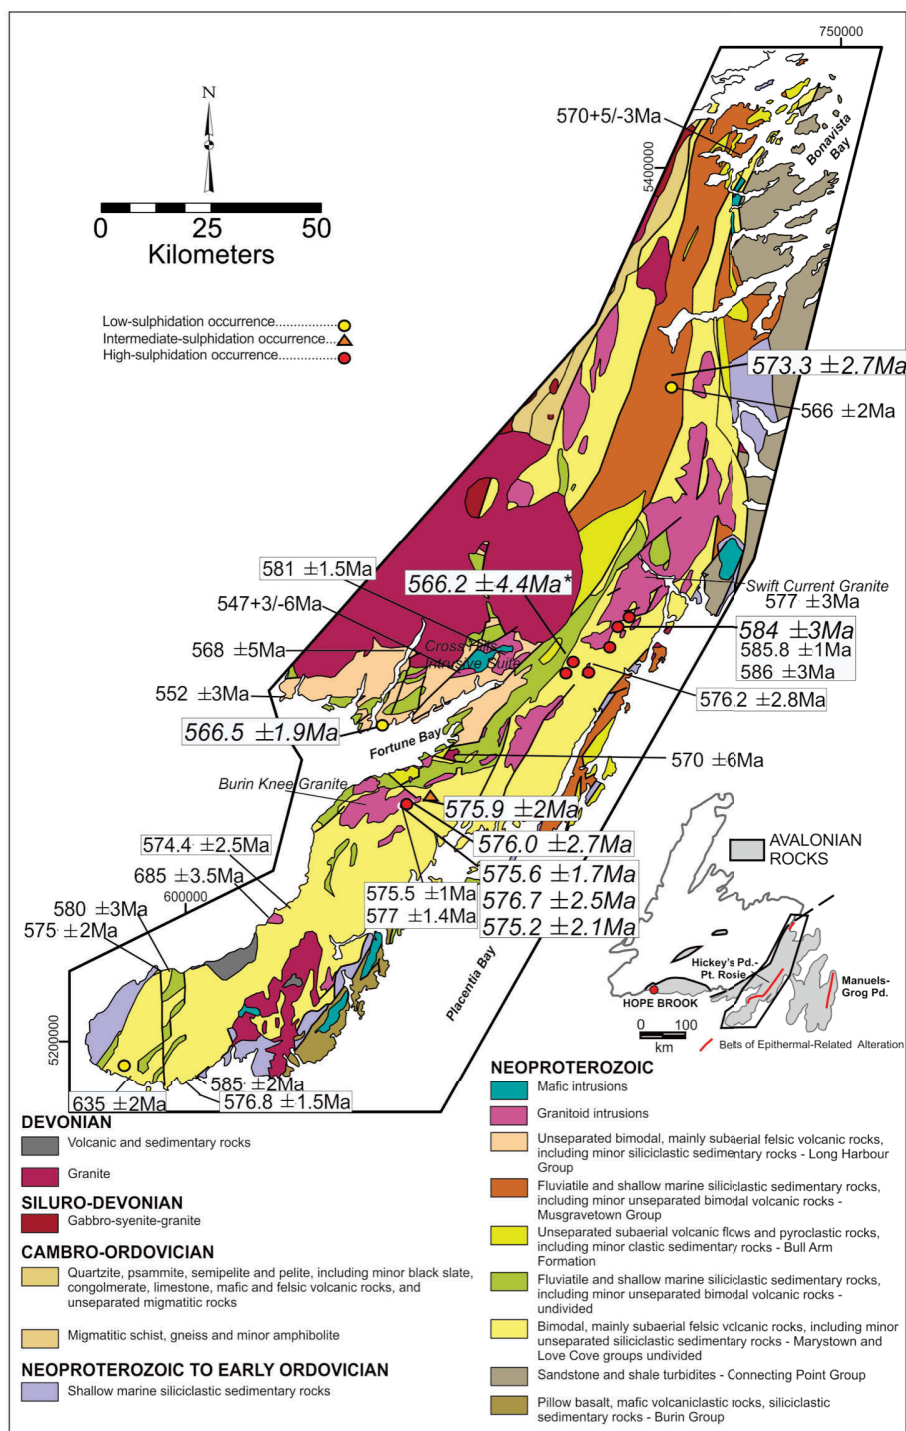 750000
N
570+5/-3Ma
Bonavista
Bay
5400000
0 25 50
Kilometers
Low-sulphidation occurrence.................
Intermediate-sulphidation occurrence...
High-sulphidation occurrence................
573.3 ±2.7Ma
566 ±2Ma
581 ±1.5Ma
566.2 ±4.4Ma*
547+3/-6Ma
Swift Current Granite
577 ±3Ma
584 ±3Ma
585.8 ±1Ma
586 ±3Ma
568 ±5Ma
Cross Hills
Intrusive Suite
552 ±3Ma
576.2 ±2.8Ma
566.5 ±1.9Ma
Fortune Bay
570 ±6Ma
Burin Knee Granite
575.9 ±2Ma
576.0 ±2.7Ma
574.4 ±2.5Ma
575.6 ±1.7Ma
576.7 ±2.5Ma
575.2 ±2.1Ma
685 ±3.5Ma
575.5 ±1Ma
577 ±1.4Ma
600000
580 ±3Ma
575 ±2Ma
Placentia Bay
AVALONIAN
ROCKS
Hickey's Pd.-
Pt. Rosie
Manuels-
Grog Pd.
HOPE BROOK
0 100
km
Belts of Epithermal-Related Alteration
5200000
585 ±2Ma
635 ±2Ma
576.8 ±1.5Ma
DEVONIAN
Volcanic and sedimentary rocks
Granite
SILURO-DEVONIAN
Gabbro-syenite-granite
CAMBRO-ORDOVICIAN
Quartzite, psammite, semipelite and pelite, including minor black slate,
congolmerate, limestone, mafic and felsic volcanic rocks, and
unseparated migmatitic rocks
Migmatitic schist, gneiss and minor amphibolite
NEOPROTEROZOIC TO EARLY ORDOVICIAN
Shallow marine siliciclastic sedimentary rocks
NEOPROTEROZOIC
Mafic intrusions
Granitoid intrusions
Unseparated bimodal, mainly subaerial felsic volcanic rocks,
including minor siliciclastic sedimentary rocks - Long Harbour
Group
Fluviatile and shallow marine siliciclastic sedimentary rocks,
including minor unseparated bimodal volcanic rocks -
Musgravetown Group
Unseparated subaerial volcanic flows and pyroclastic rocks,
including minor clastic sedimentary rocks - Bull Arm
Formation
Fluviatile and shallow marine siliciclastic sedimentary rocks,
including minor unseparated bimodal volcanic rocks -
undivided
Bimodal, mainly subaerial felsic volcanic rocks, including minor
unseparated siliciclastic sedimentary rocks - Marystown and
Love Cove groups undivided
Sandstone and shale turbidites - Connecting Point Group
Pillow basalt, mafic volcaniclastic rocks, siliciclastic
sedimentary rocks - Burin Group